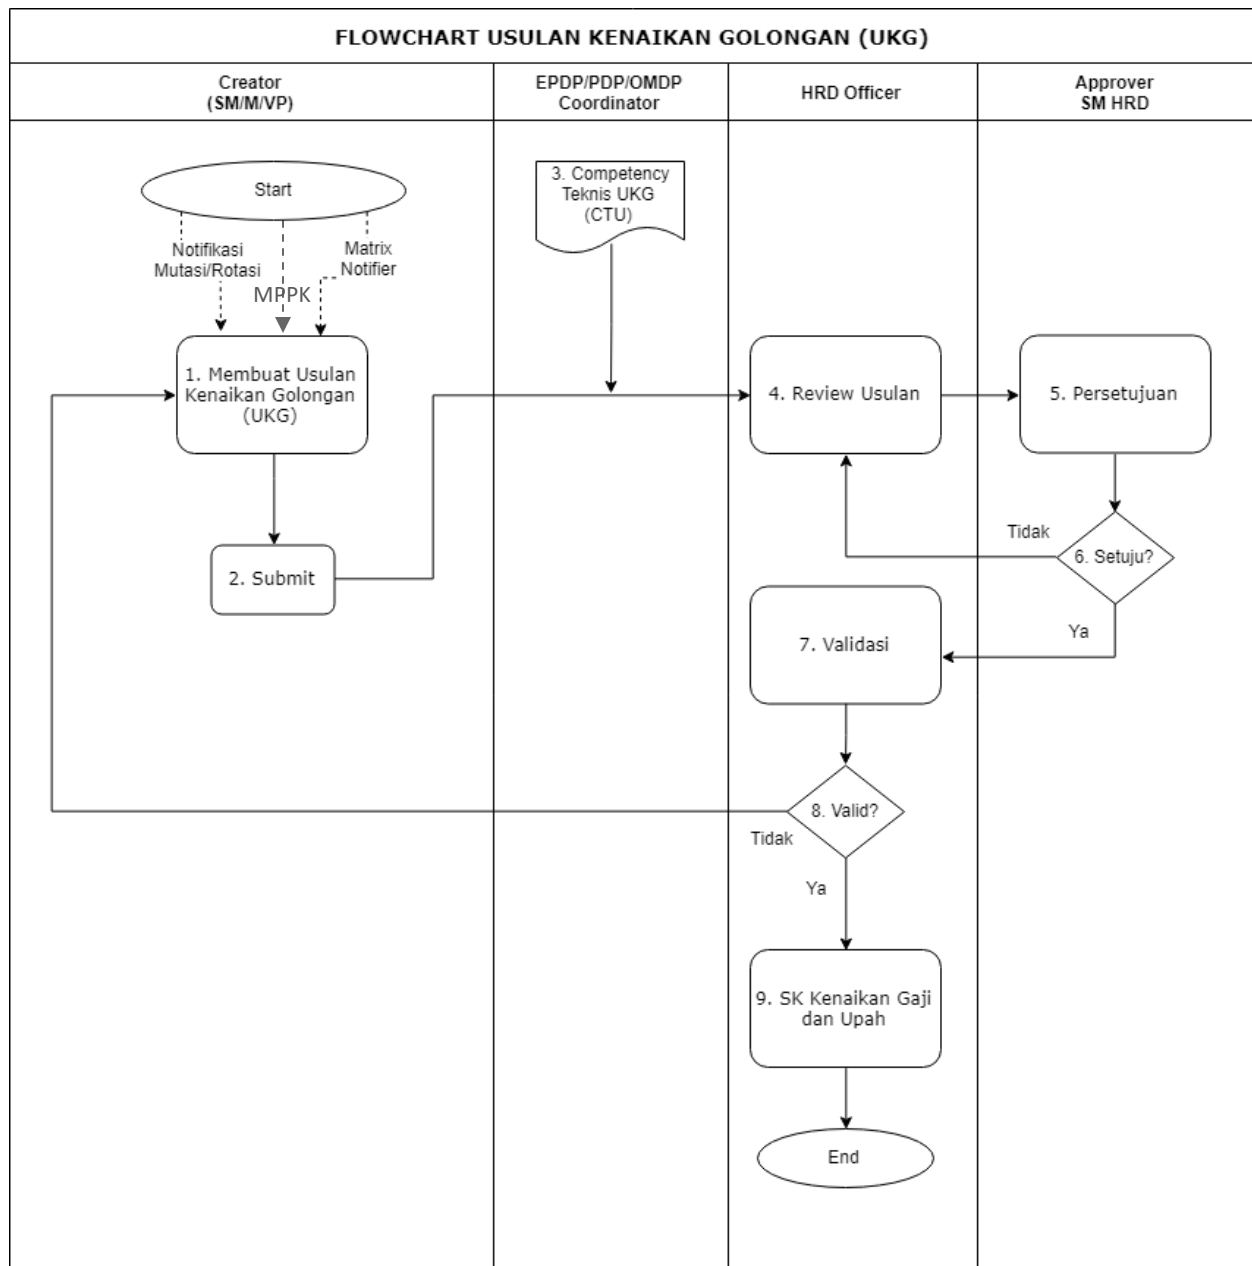 FLOWCHART USULAN KENAIKAN GOLONGAN (UKG)
Creator
(SM/M/VP)
EPDP/PDP/OMDP
Coordinator
HRD Officer
Approver
SM HRD
Start
Notifikasi
Mutasi/Rotasi
MPPK
Matrix
Notifier
3. Competency
Teknis UKG
(CTU)
1. Membuat Usulan
Kenaikan Golongan
(UKG)
4. Review Usulan
5. Persetujuan
2. Submit
Tidak
6. Setuju?
Ya
7. Validasi
8. Valid?
Tidak
Ya
9. SK Kenaikan Gaji
dan Upah
End